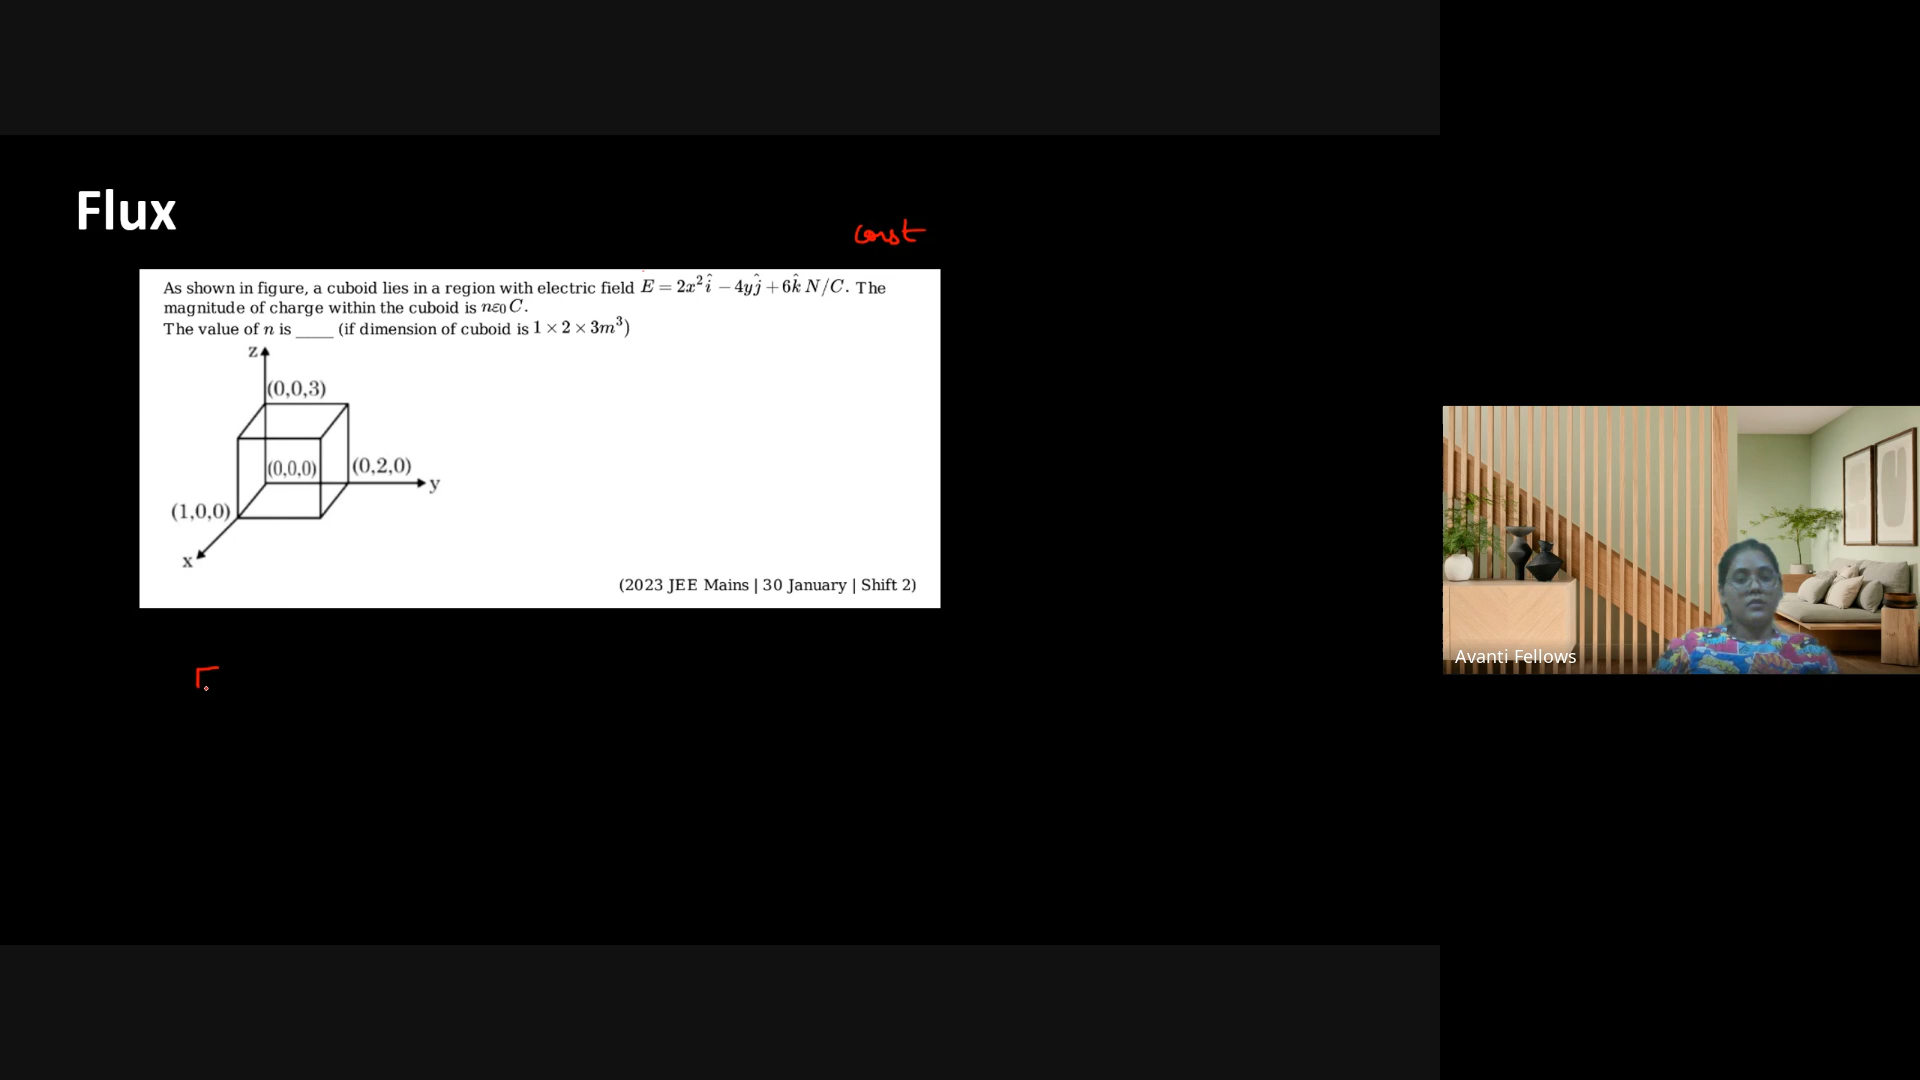 Flux
const
As shown in figure, a cuboid lies in a region with electric field E = 2x² î − 4y ĵ + 6k̂ N/C. The
magnitude of charge within the cuboid is nε₀ C.
The value of n is ____ (if dimension of cuboid is 1 × 2 × 3m³)
z
(0,0,3)
(0,0,0)
(0,2,0)
y
(1,0,0)
x
(2023 JEE Mains | 30 January | Shift 2)
Avanti Fellows